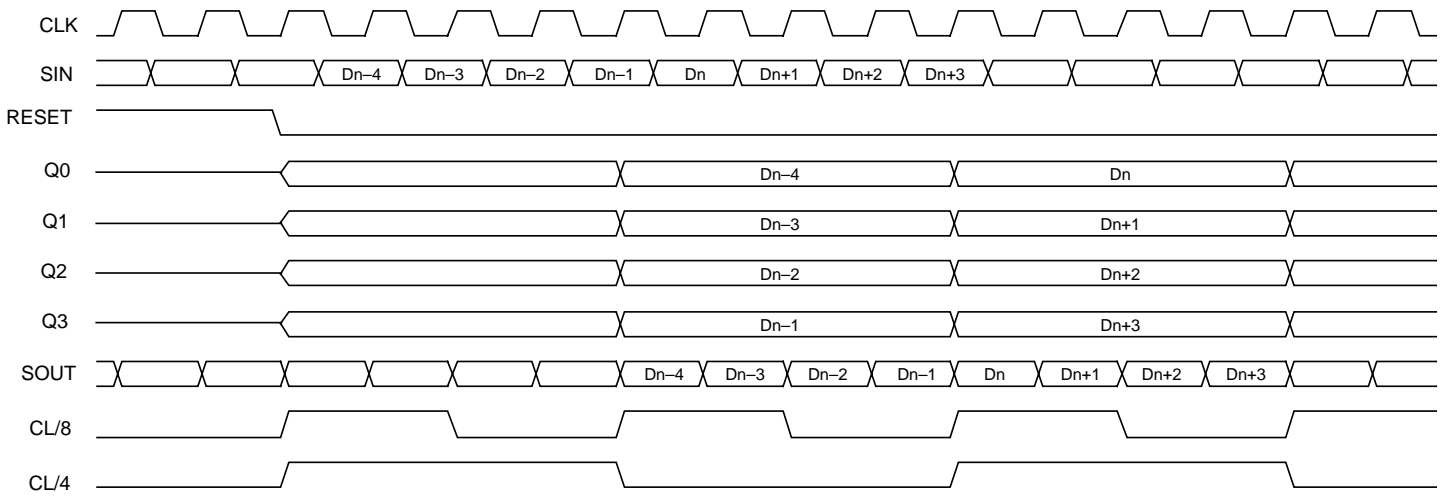 CLK
SIN Dn–4 Dn–3 Dn–2 Dn–1 Dn Dn+1 Dn+2 Dn+3
RESET
Q0 Dn–4 Dn
Q1 Dn–3 Dn+1
Q2 Dn–2 Dn+2
Q3 Dn–1 Dn+3
SOUT Dn–4 Dn–3 Dn–2 Dn–1 Dn Dn+1 Dn+2 Dn+3
CL/8
CL/4